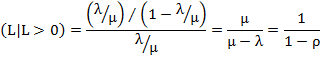 (L|L > 0) = ((λ/μ) / (1 − λ/μ)) / (λ/μ) = μ / (μ − λ) = 1 / (1 − ρ)